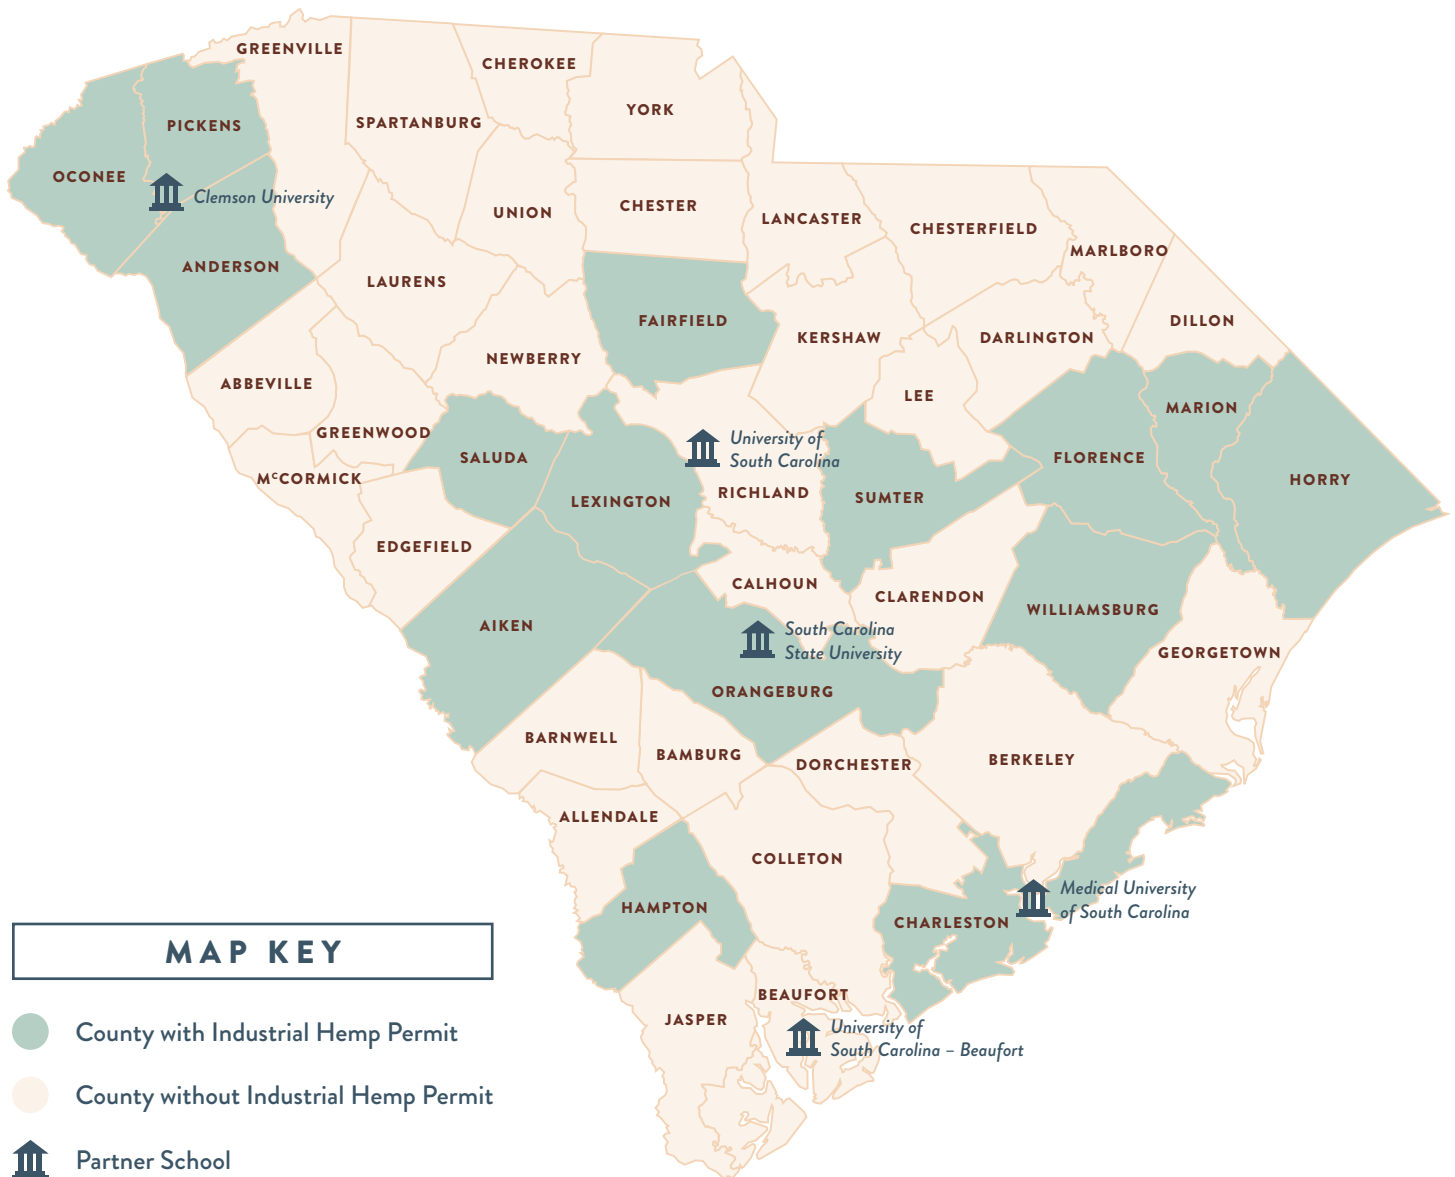 GREENVILLE
CHEROKEE
YORK
SPARTANBURG
PICKENS
OCONEE
Clemson University
UNION
CHESTER
LANCASTER
CHESTERFIELD
MARLBORO
ANDERSON
LAURENS
FAIRFIELD
KERSHAW
DARLINGTON
DILLON
NEWBERRY
ABBEVILLE
LEE
MARION
GREENWOOD
University of
South Carolina
SALUDA
FLORENCE
MᶜCORMICK
HORRY
LEXINGTON
RICHLAND
SUMTER
EDGEFIELD
CALHOUN
CLARENDON
WILLIAMSBURG
AIKEN
South Carolina
State University
GEORGETOWN
ORANGEBURG
BARNWELL
BAMBURG
DORCHESTER
BERKELEY
ALLENDALE
COLLETON
Medical University
of South Carolina
HAMPTON
CHARLESTON
BEAUFORT
JASPER
University of
South Carolina – Beaufort
MAP KEY
County with Industrial Hemp Permit
County without Industrial Hemp Permit
Partner School